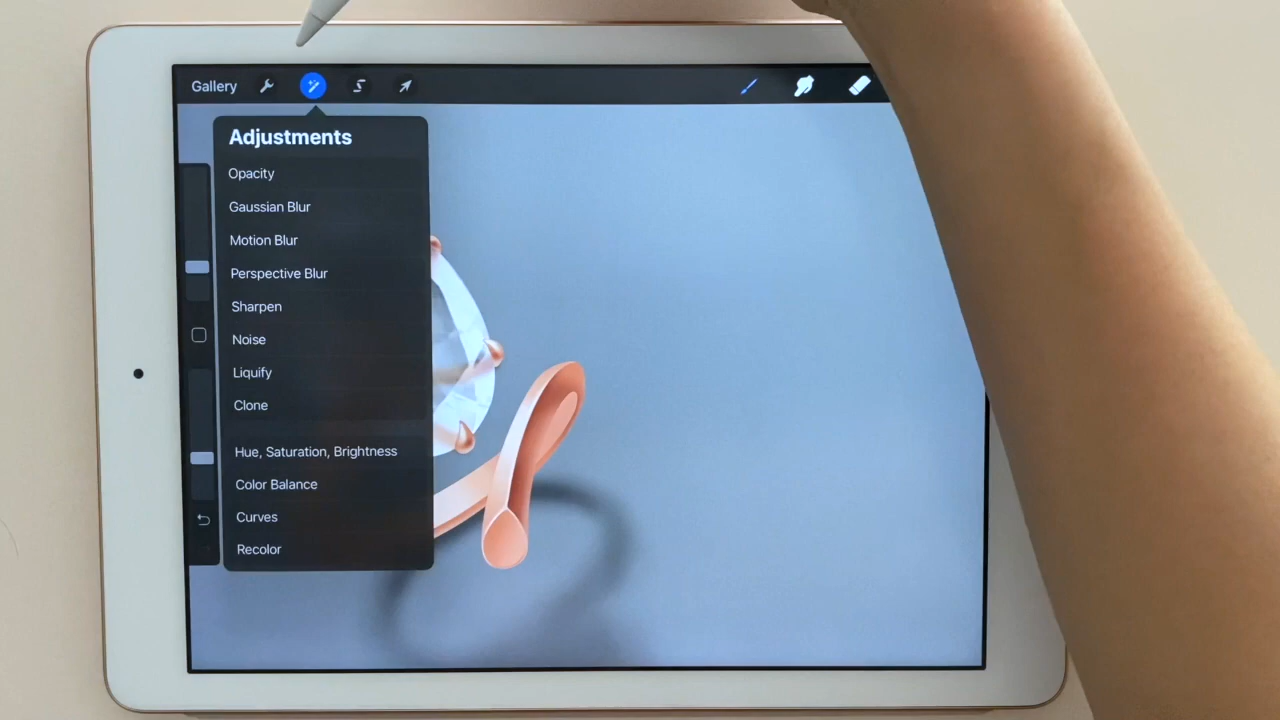 Gallery
Adjustments
Opacity
Gaussian Blur
Motion Blur
Perspective Blur
Sharpen
Noise
Liquify
Clone
Hue, Saturation, Brightness
Color Balance
Curves
Recolor